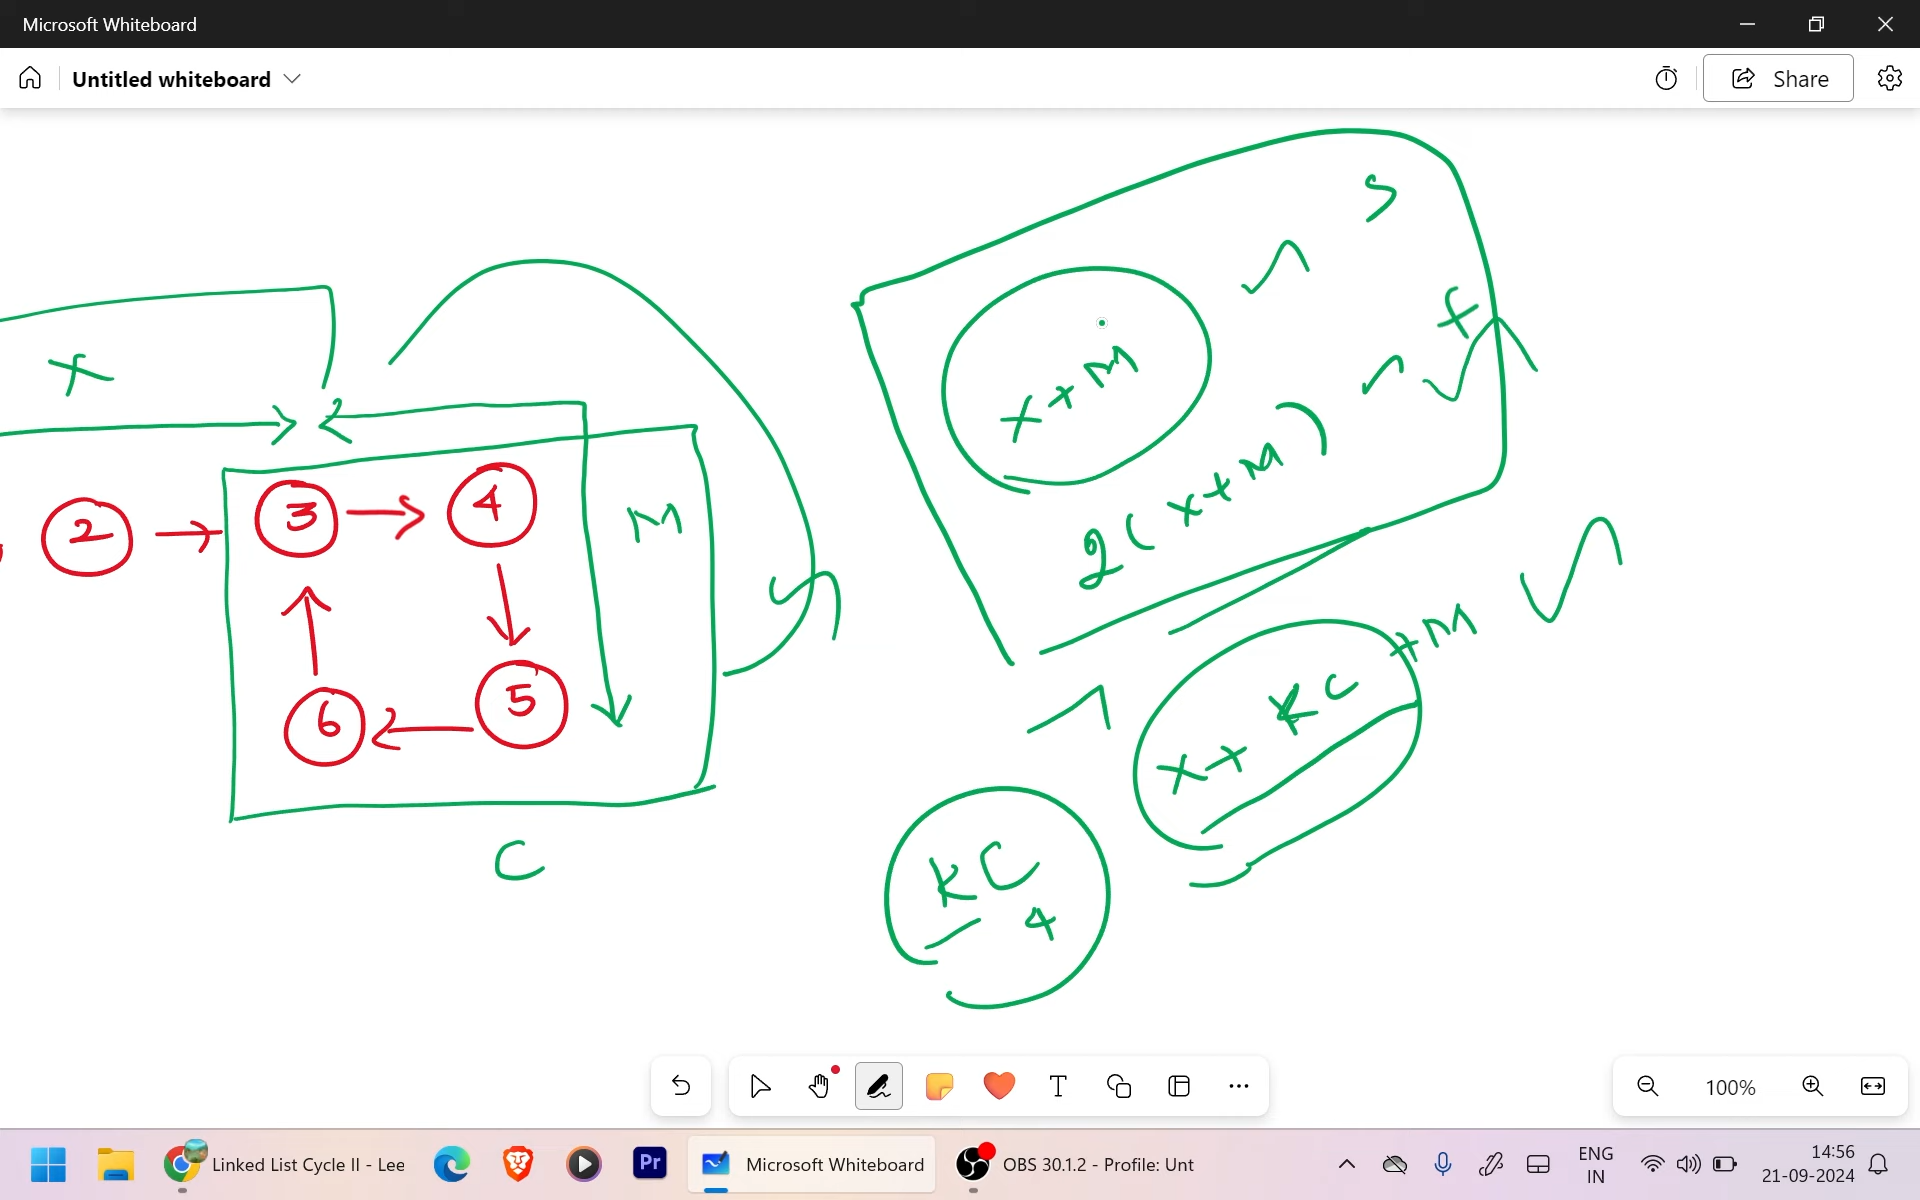 Microsoft Whiteboard
Untitled whiteboard
Share
S
x + M
f
x
2 ( x + M )
M
2
3
4
5
6
x + KC + M
KC
4
C
T
100%
Linked List Cycle II - Lee
Pr
Microsoft Whiteboard
OBS 30.1.2 - Profile: Unt
ENG
IN
14:56
21-09-2024